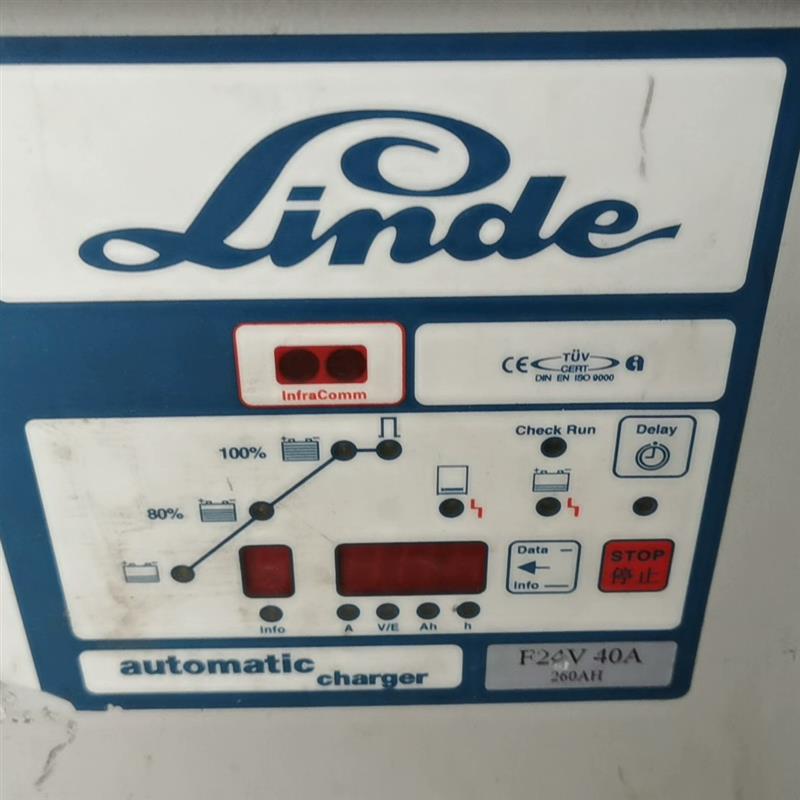 Linde
InfraComm
CE TÜV CERT
DIN EN ISO 9000
100%
Check Run
Delay
80%
Data
Info
STOP
停止
Info
A
V/E
Ah
h
automatic charger
F24V 40A
260AH